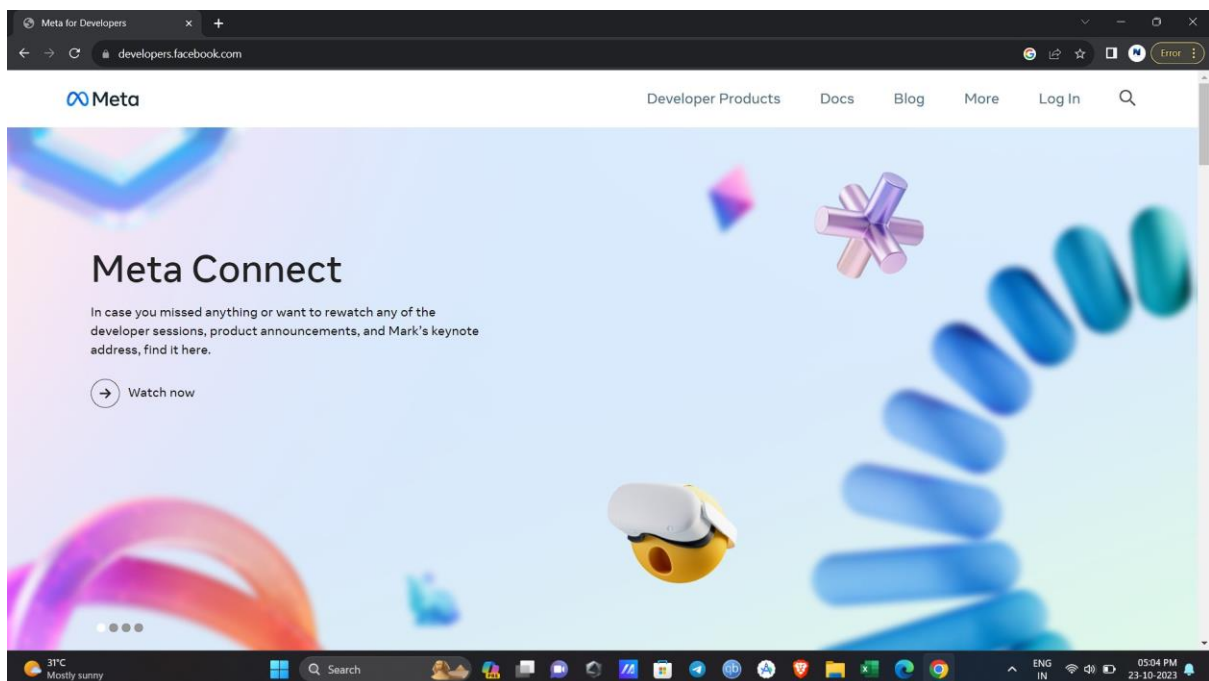 Meta for Developers
developers.facebook.com
Error
Meta
Developer Products Docs Blog More Log In
Meta Connect
In case you missed anything or want to rewatch any of the
developer sessions, product announcements, and Mark's keynote
address, find it here.
Watch now
31°C
Mostly sunny
Search
qb
ENG
IN
05:04 PM
23-10-2023